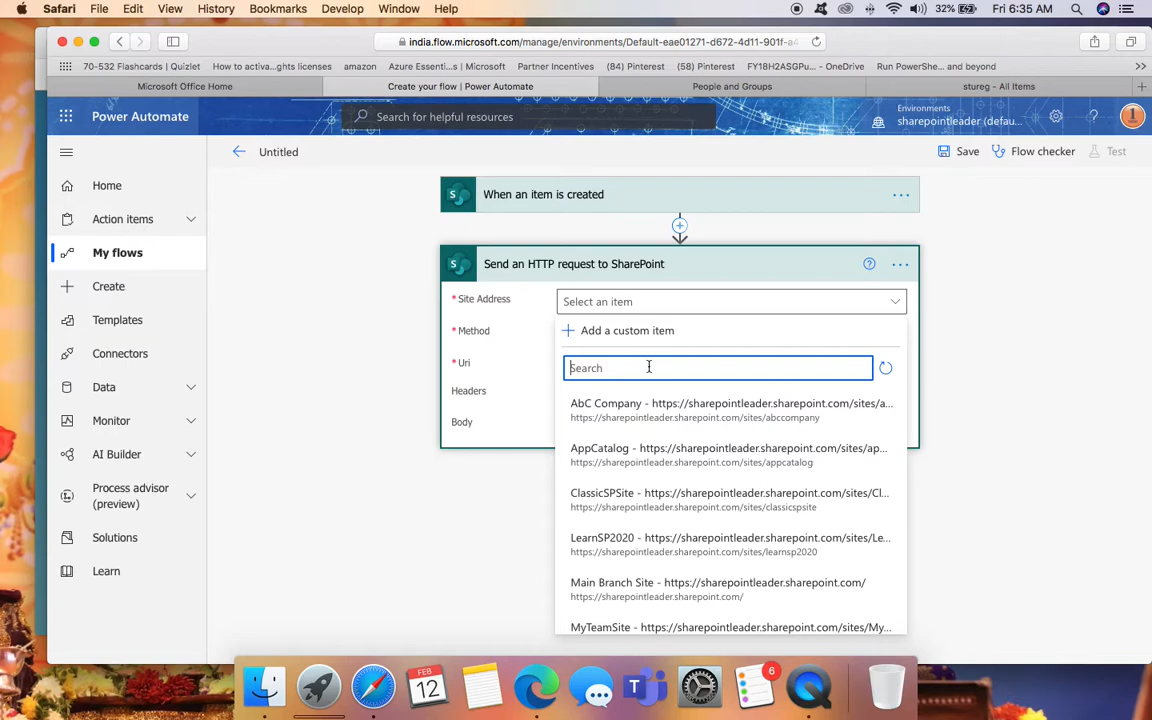 Safari File Edit View History Bookmarks Develop Window Help 32% Fri 6:35 AM
india.flow.microsoft.com/manage/environments/Default-eae01271-d672-4d11-901f-a4
70-532 Flashcards | Quizlet How to activa...ghts licenses amazon Azure Essenti...s | Microsoft Partner Incentives (84) Pinterest (58) Pinterest FY18H2ASGPu... - OneDrive Run PowerShe... and beyond >>
Microsoft Office Home Create your flow | Power Automate People and Groups stureg - All Items
Power Automate Search for helpful resources Environments
sharepointleader (defau... ?
Untitled Save Flow checker Test
Home
Action items
My flows
Create
Templates
Connectors
Data
Monitor
AI Builder
Process advisor
(preview)
Solutions
Learn
When an item is created ...
Send an HTTP request to SharePoint ? ...
* Site Address Select an item
* Method
* Uri
Headers
Body
+ Add a custom item
Search
AbC Company - https://sharepointleader.sharepoint.com/sites/a...
https://sharepointleader.sharepoint.com/sites/abccompany
AppCatalog - https://sharepointleader.sharepoint.com/sites/ap...
https://sharepointleader.sharepoint.com/sites/appcatalog
ClassicSPSite - https://sharepointleader.sharepoint.com/sites/Cl...
https://sharepointleader.sharepoint.com/sites/classicspsite
LearnSP2020 - https://sharepointleader.sharepoint.com/sites/Le...
https://sharepointleader.sharepoint.com/sites/learnsp2020
Main Branch Site - https://sharepointleader.sharepoint.com/
https://sharepointleader.sharepoint.com/
MyTeamSite - https://sharepointleader.sharepoint.com/sites/My...
FEB
12
6